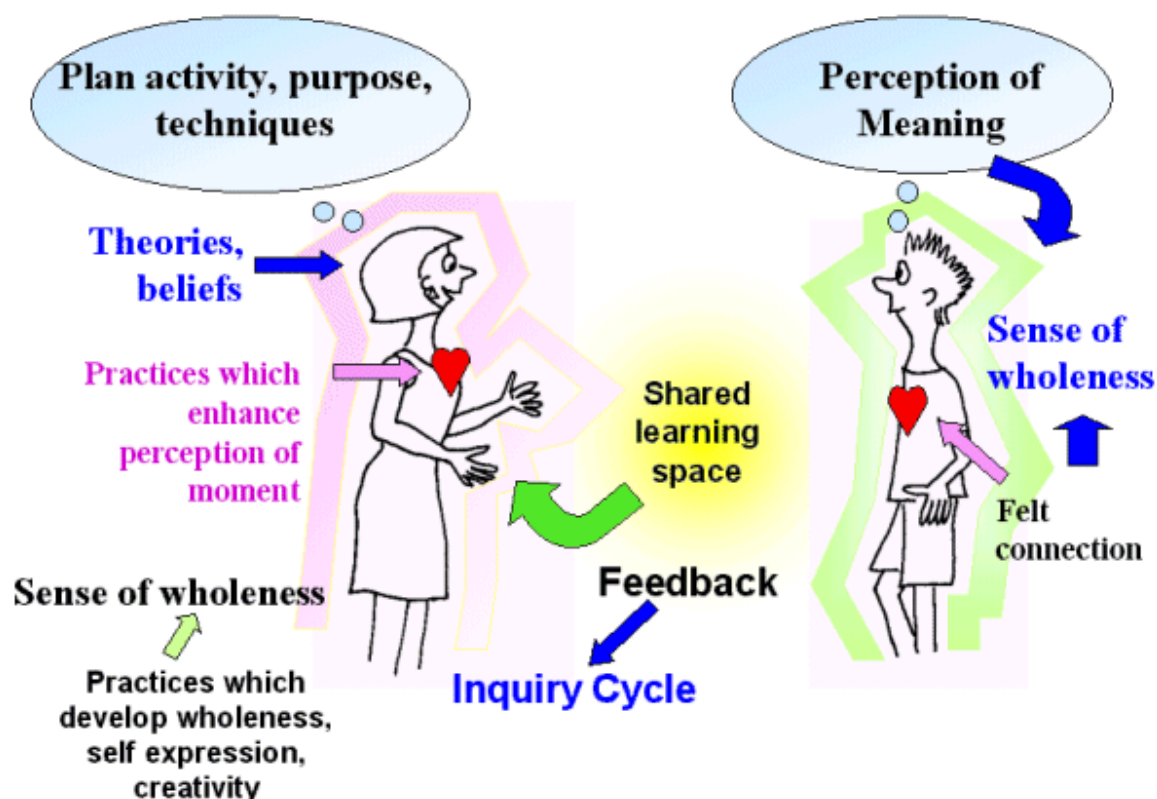 Plan activity, purpose,
techniques
Perception of
Meaning
Theories,
beliefs
Practices which
enhance
perception of
moment
Shared
learning
space
Sense of
wholeness
Felt
connection
Sense of wholeness
Feedback
Practices which
develop wholeness,
self expression,
creativity
Inquiry Cycle